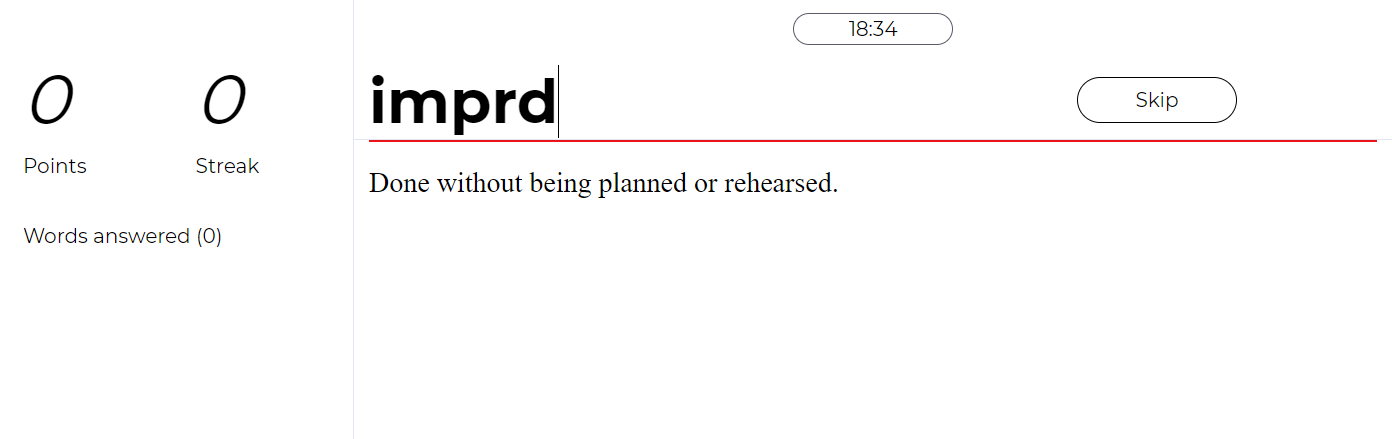 18:34
0 0
imprd
Skip
Points Streak
Done without being planned or rehearsed.
Words answered (0)